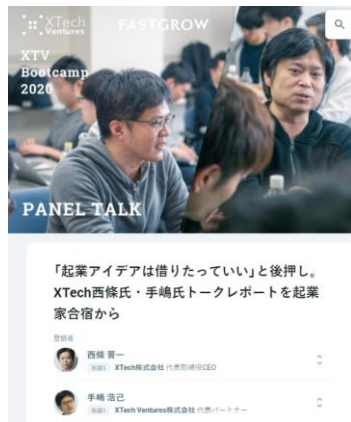 XTech
Ventures
FASTGROW
XTV
Bootcamp
2020
PANEL TALK
「起業アイデアは借りたっていい」と後押し。
XTech西條氏・手嶋氏トークレポートを起業
家合宿から
登壇者
西條 晋一
XTech株式会社 代表取締役CEO
手嶋 浩己
XTech Ventures株式会社 代表パートナー